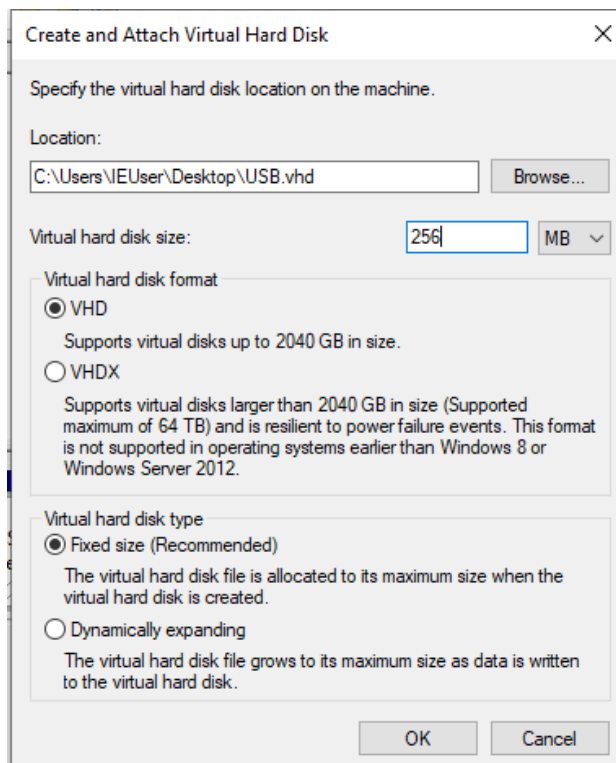 Create and Attach Virtual Hard Disk
Specify the virtual hard disk location on the machine.
Location:
C:\Users\IEUser\Desktop\USB.vhd
Browse...
Virtual hard disk size:
256
MB
Virtual hard disk format
VHD
Supports virtual disks up to 2040 GB in size.
VHDX
Supports virtual disks larger than 2040 GB in size (Supported
maximum of 64 TB) and is resilient to power failure events. This format
is not supported in operating systems earlier than Windows 8 or
Windows Server 2012.
Virtual hard disk type
Fixed size (Recommended)
The virtual hard disk file is allocated to its maximum size when the
virtual hard disk is created.
Dynamically expanding
The virtual hard disk file grows to its maximum size as data is written
to the virtual hard disk.
OK
Cancel